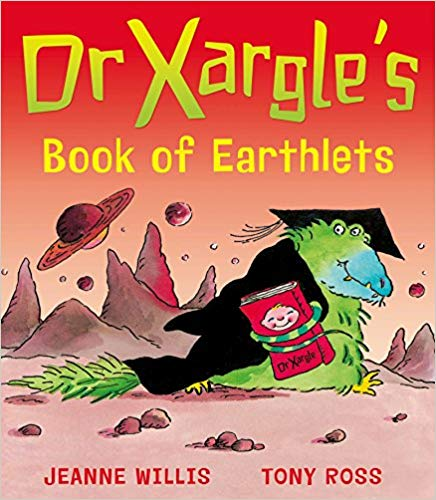 Dr Xargle's
Book of Earthlets
Dr Xargle
JEANNE WILLIS TONY ROSS